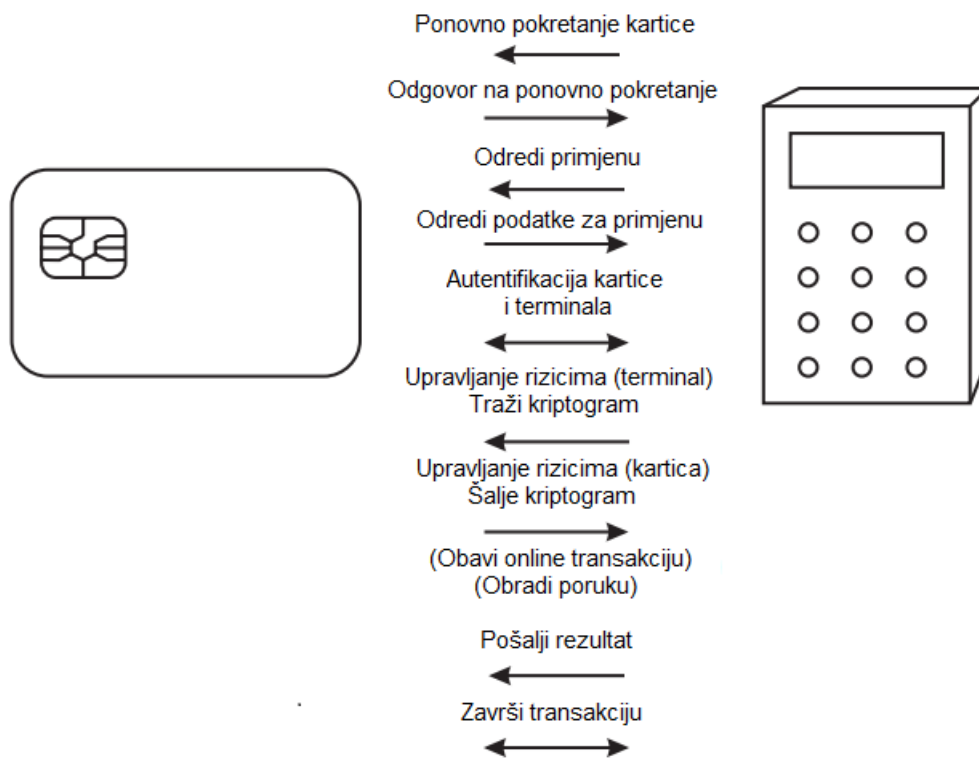 Ponovno pokretanje kartice
Odgovor na ponovno pokretanje
Odredi primjenu
Odredi podatke za primjenu
Autentifikacija kartice
i terminala
Upravljanje rizicima (terminal)
Traži kriptogram
Upravljanje rizicima (kartica)
Šalje kriptogram
(Obavi online transakciju)
(Obradi poruku)
Pošalji rezultat
Završi transakciju